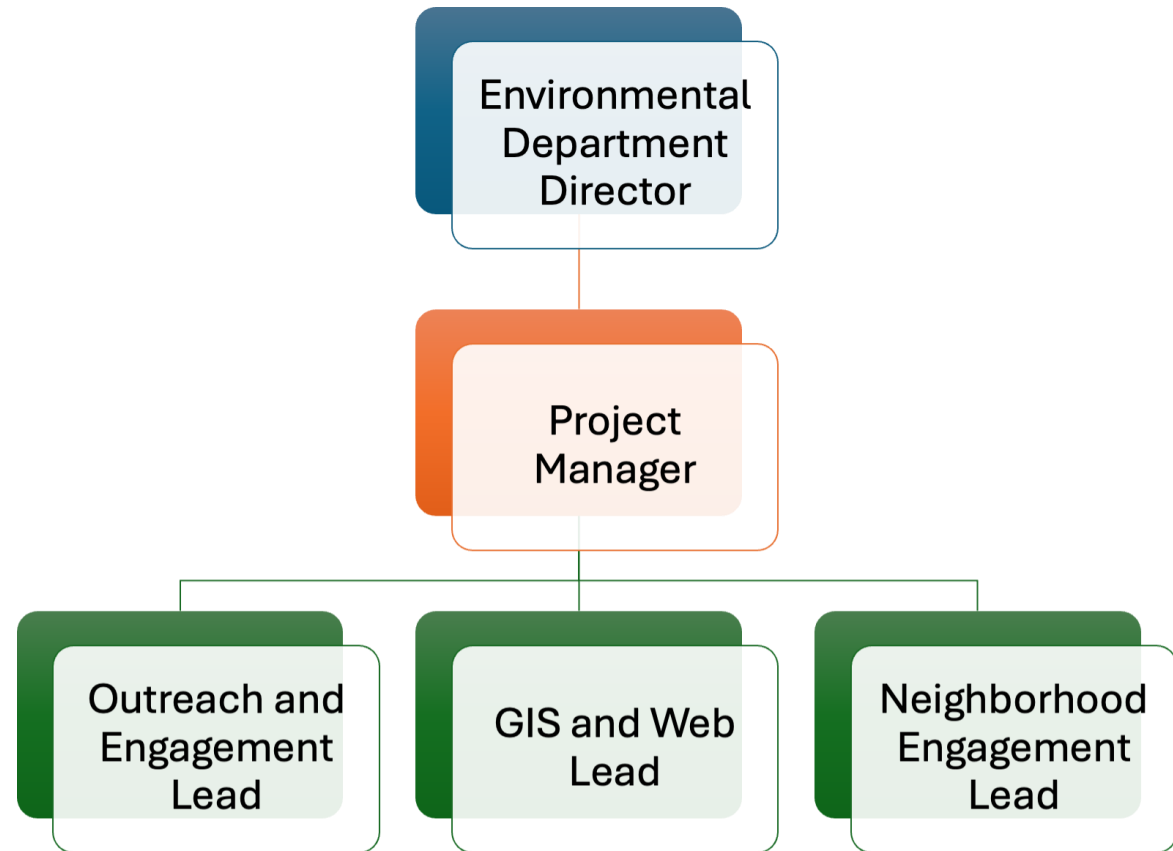 Environmental
Department
Director
Project
Manager
Outreach and
Engagement
Lead
GIS and Web
Lead
Neighborhood
Engagement
Lead